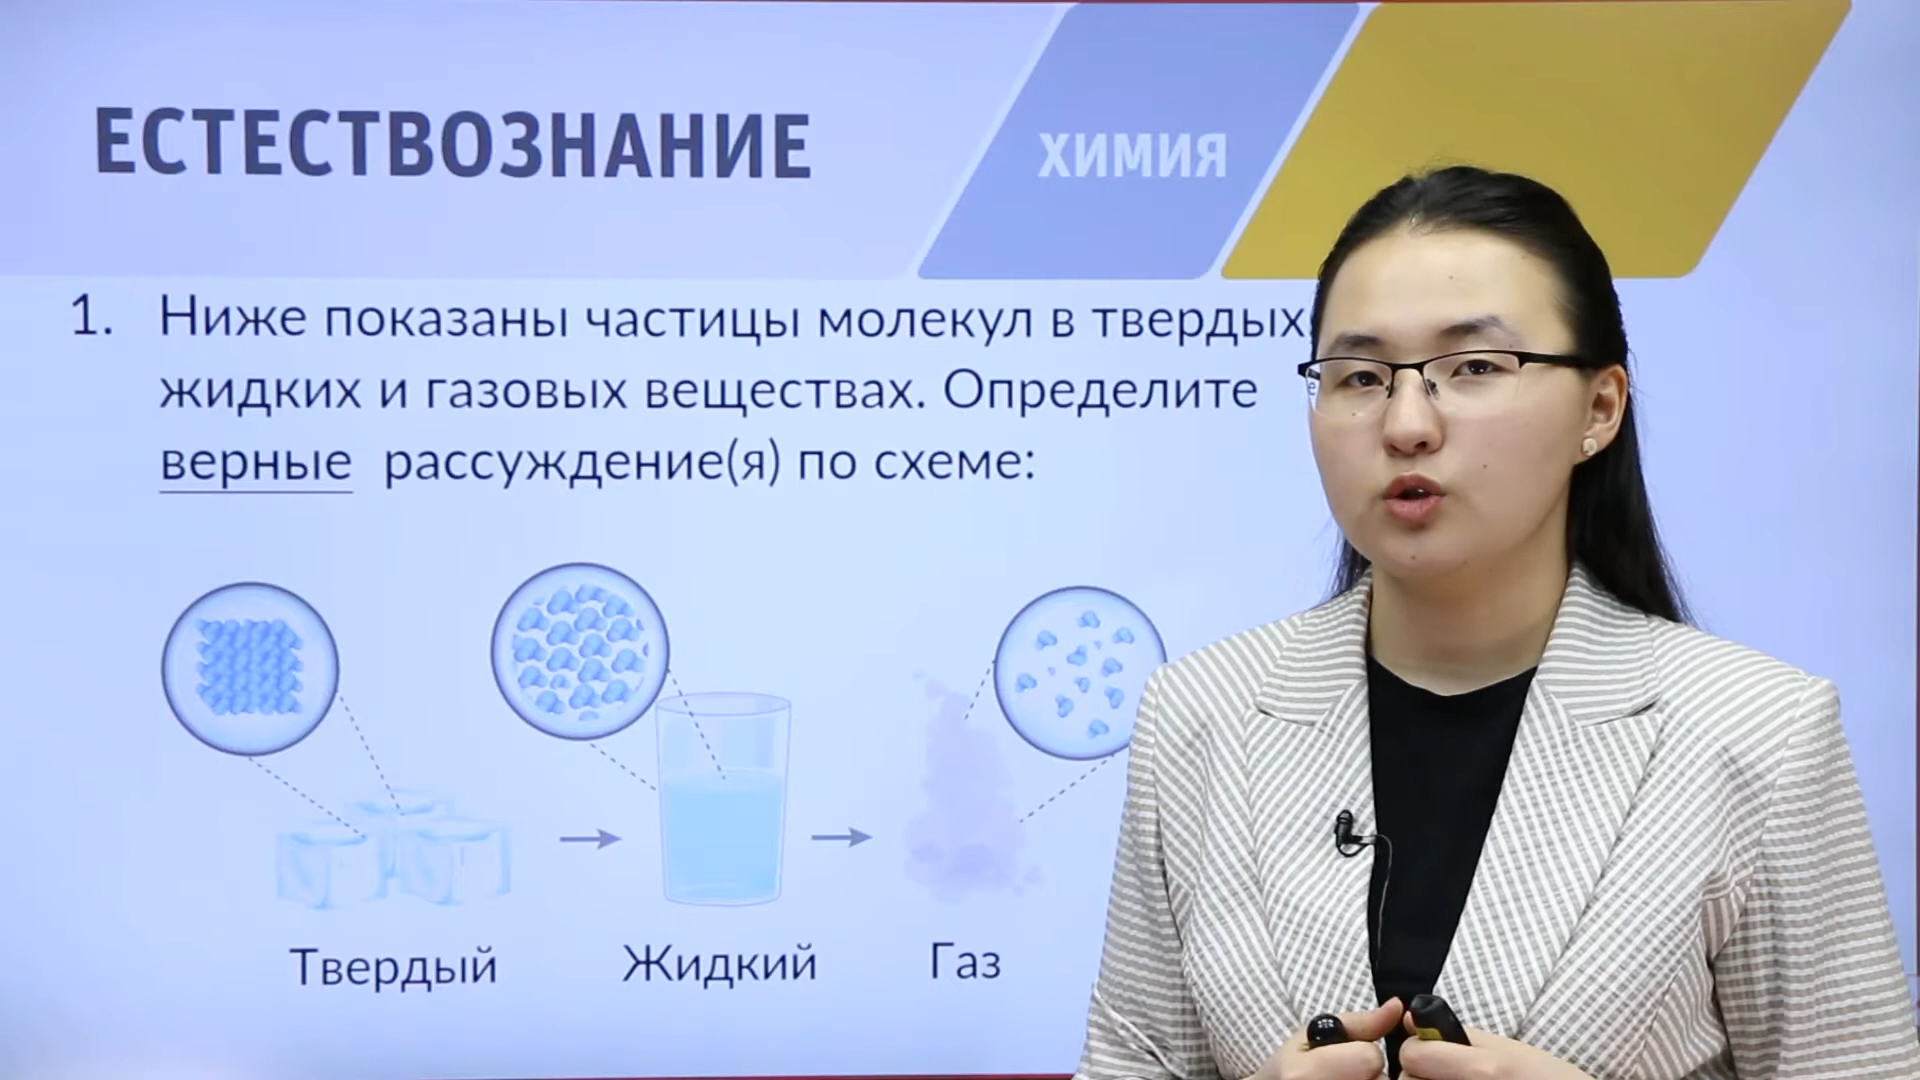 ЕСТЕСТВОЗНАНИЕ
ХИМИЯ
1. Ниже показаны частицы молекул в твердых,
жидких и газовых веществах. Определите
верные рассуждение(я) по схеме:
Твердый
Жидкий
Газ